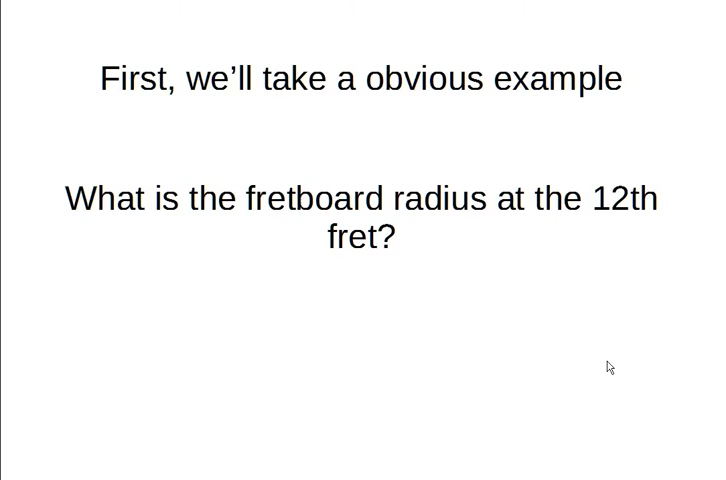 First, we’ll take a obvious example
What is the fretboard radius at the 12th
fret?